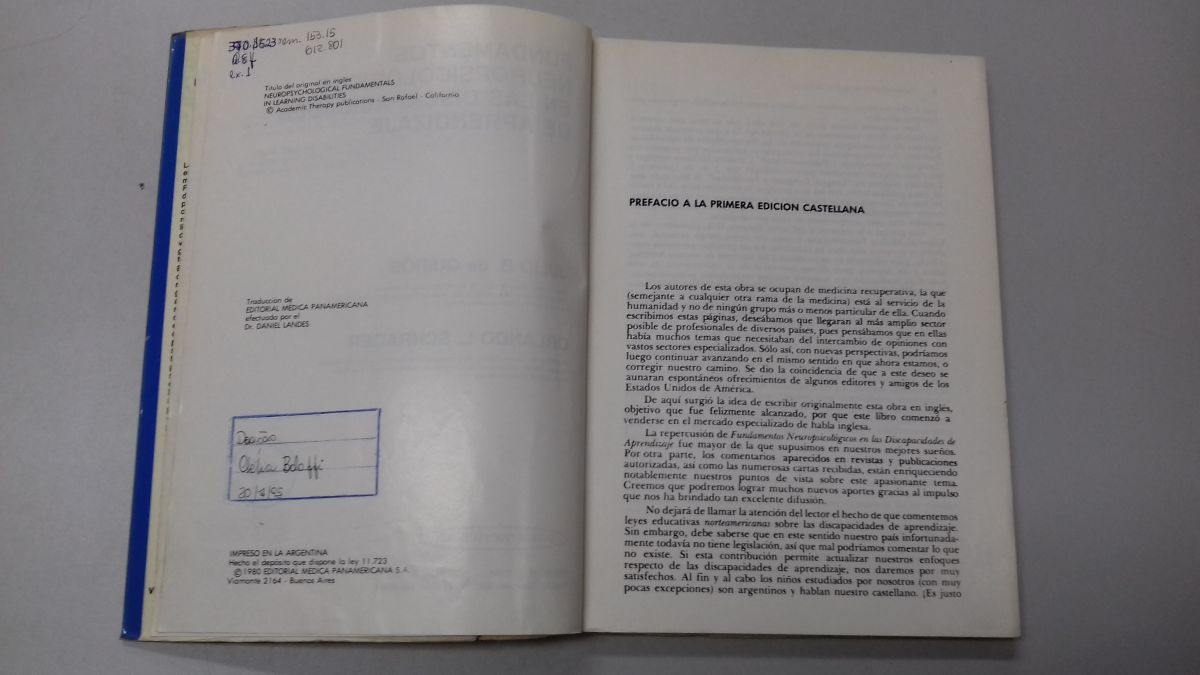 153.15
612.801
Ex. 1
Título del original en inglés
NEUROPSYCHOLOGICAL FUNDAMENTALS
IN LEARNING DISABILITIES
© Academic Therapy publications - San Rafael - California
Traducción de
EDITORIAL MEDICA PANAMERICANA
efectuada por el
Dr. DANIEL LANDES
Doação
IMPRESO EN LA ARGENTINA
Hecho el depósito que dispone la ley 11.723
© 1980 EDITORIAL MEDICA PANAMERICANA S.A.
Viamonte 2164 - Buenos Aires
PREFACIO A LA PRIMERA EDICION CASTELLANA
Los autores de esta obra se ocupan de medicina recuperativa, la que
(semejante a cualquier otra rama de la medicina) está al servicio de la
humanidad y no de ningún grupo más o menos particular de ella. Cuando
escribimos estas páginas, deseábamos que llegaran al más amplio sector
posible de profesionales de diversos países, pues pensábamos que en ellas
había muchos temas que necesitaban del intercambio de opiniones con
vastos sectores especializados. Sólo así, con nuevas perspectivas, podríamos
luego continuar avanzando en el mismo sentido en que ahora estamos, o
corregir nuestro camino. Se dio la coincidencia de que a este deseo se
aunaran espontáneos ofrecimientos de algunos editores y amigos de los
Estados Unidos de América.
De aquí surgió la idea de escribir originalmente esta obra en inglés,
objetivo que fue felizmente alcanzado, por que este libro comenzó a
venderse en el mercado especializado de habla inglesa.
La repercusión de Fundamentos Neuropsicológicos en las Discapacidades de
Aprendizaje fue mayor de la que supusimos en nuestros mejores sueños.
Por otra parte, los comentarios aparecidos en revistas y publicaciones
autorizadas, así como las numerosas cartas recibidas, están enriqueciendo
notablemente nuestros puntos de vista sobre este apasionante tema.
Creemos que podremos lograr muchos nuevos aportes gracias al impulso
que nos ha brindado tan excelente difusión.
No dejará de llamar la atención del lector el hecho de que comentemos
leyes educativas norteamericanas sobre las discapacidades de aprendizaje.
Sin embargo, debe saberse que en este sentido nuestro país infortunada-
mente todavía no tiene legislación, así que mal podríamos comentar lo que
no existe. Si esta contribución permite actualizar nuestros enfoques
respecto de las discapacidades de aprendizaje, nos daremos por muy
satisfechos. Al fin y al cabo los niños estudiados por nosotros (con muy
pocas excepciones) son argentinos y hablan nuestro castellano. ¡Es justo